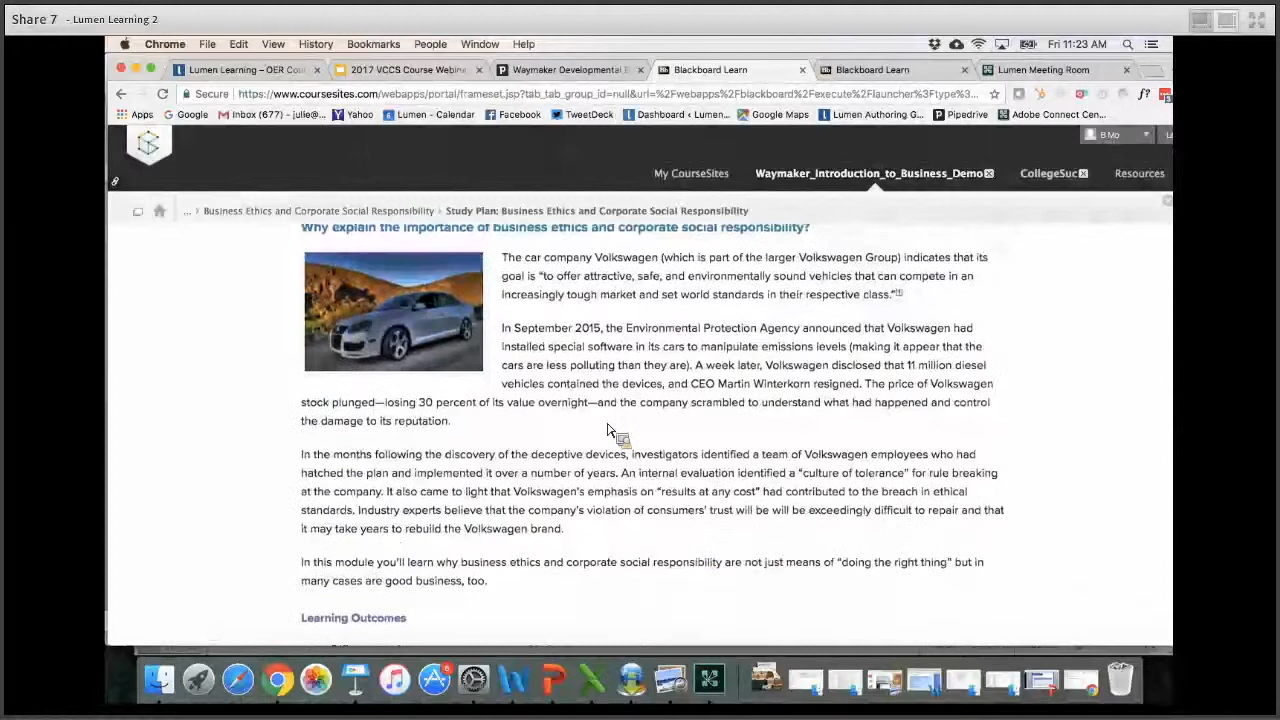 Share 7 - Lumen Learning 2
Chrome File Edit View History Bookmarks People Window Help
Fri 11:23 AM
Lumen Learning – OER Cou
2017 VCCS Course Webin
Waymaker Developmental E
Blackboard Learn
Blackboard Learn
Lumen Meeting Room
Secure https://www.coursesites.com/webapps/portal/frameset.jsp?tab_tab_group_id=null&url=%2Fwebapps%2Fblackboard%2Fexecute%2Flauncher%3Ftype%3...
Apps Google Inbox (677) - julie@... Yahoo Lumen - Calendar Facebook TweetDeck Dashboard ‹ Lumen... Google Maps Lumen Authoring G... Pipedrive Adobe Connect Cen...
B Mo
My CourseSites Waymaker_Introduction_to_Business_Demo CollegeSuc Resources
... › Business Ethics and Corporate Social Responsibility › Study Plan: Business Ethics and Corporate Social Responsibility
Why explain the importance of business ethics and corporate social responsibility?
The car company Volkswagen (which is part of the larger Volkswagen Group) indicates that its
goal is “to offer attractive, safe, and environmentally sound vehicles that can compete in an
increasingly tough market and set world standards in their respective class.”[1]
In September 2015, the Environmental Protection Agency announced that Volkswagen had
installed special software in its cars to manipulate emissions levels (making it appear that the
cars are less polluting than they are). A week later, Volkswagen disclosed that 11 million diesel
vehicles contained the devices, and CEO Martin Winterkorn resigned. The price of Volkswagen
stock plunged—losing 30 percent of its value overnight—and the company scrambled to understand what had happened and control
the damage to its reputation.
In the months following the discovery of the deceptive devices, investigators identified a team of Volkswagen employees who had
hatched the plan and implemented it over a number of years. An internal evaluation identified a “culture of tolerance” for rule breaking
at the company. It also came to light that Volkswagen’s emphasis on “results at any cost” had contributed to the breach in ethical
standards. Industry experts believe that the company’s violation of consumers’ trust will be will be exceedingly difficult to repair and that
it may take years to rebuild the Volkswagen brand.
In this module you’ll learn why business ethics and corporate social responsibility are not just means of “doing the right thing” but in
many cases are good business, too.
Learning Outcomes